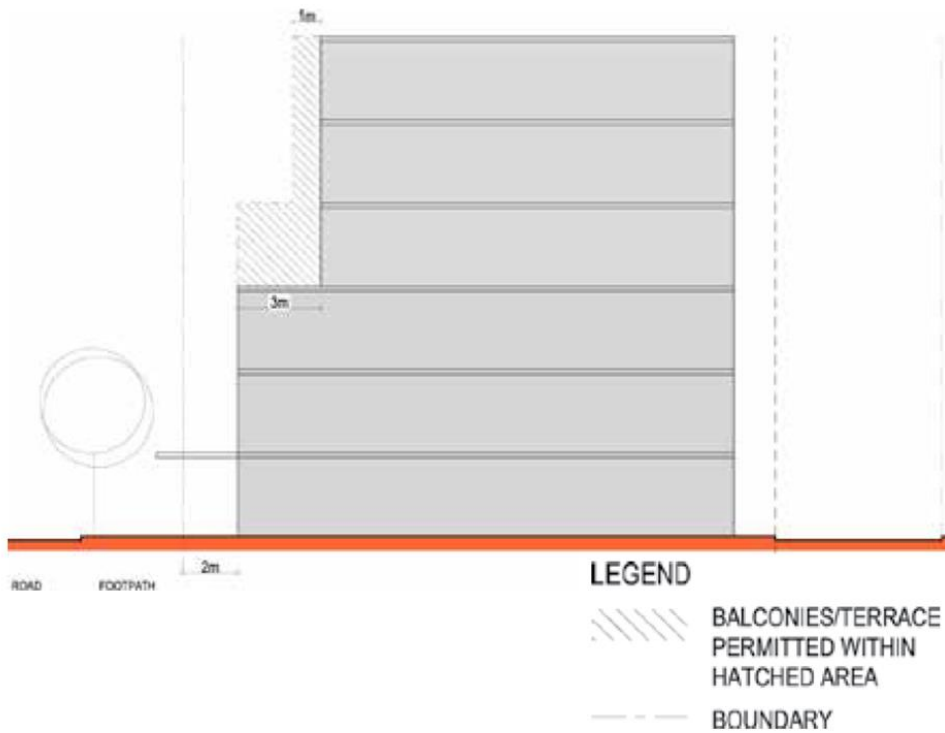 1m
3m
2m
ROAD
FOOTPATH
LEGEND
BALCONIES/TERRACE
PERMITTED WITHIN
HATCHED AREA
BOUNDARY